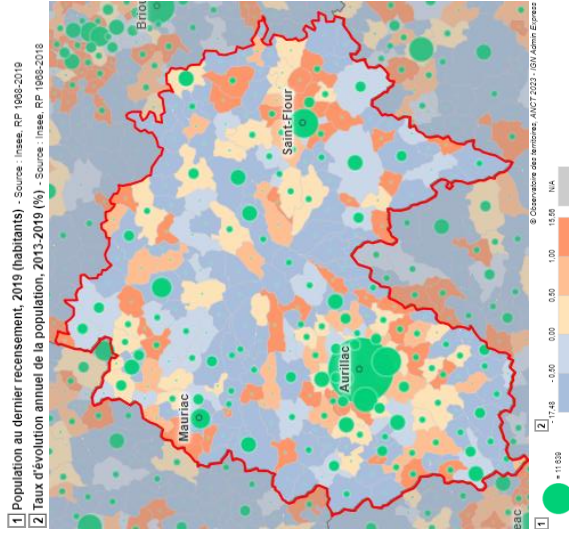 1 Population au dernier recensement, 2019 (habitants) - Source : Insee, RP 1968-2019
2 Taux d'évolution annuel de la population, 2013-2019 (%) - Source : Insee, RP 1968-2018
Mauriac
Aurillac
Saint-Flour
Briou
eac
© Observatoire des territoires, ANCT 2023 - IGN Admin Express
1
= 11 639
2
- 17.48
- 0.50
0.00
0.50
1.00
15.56
N/A